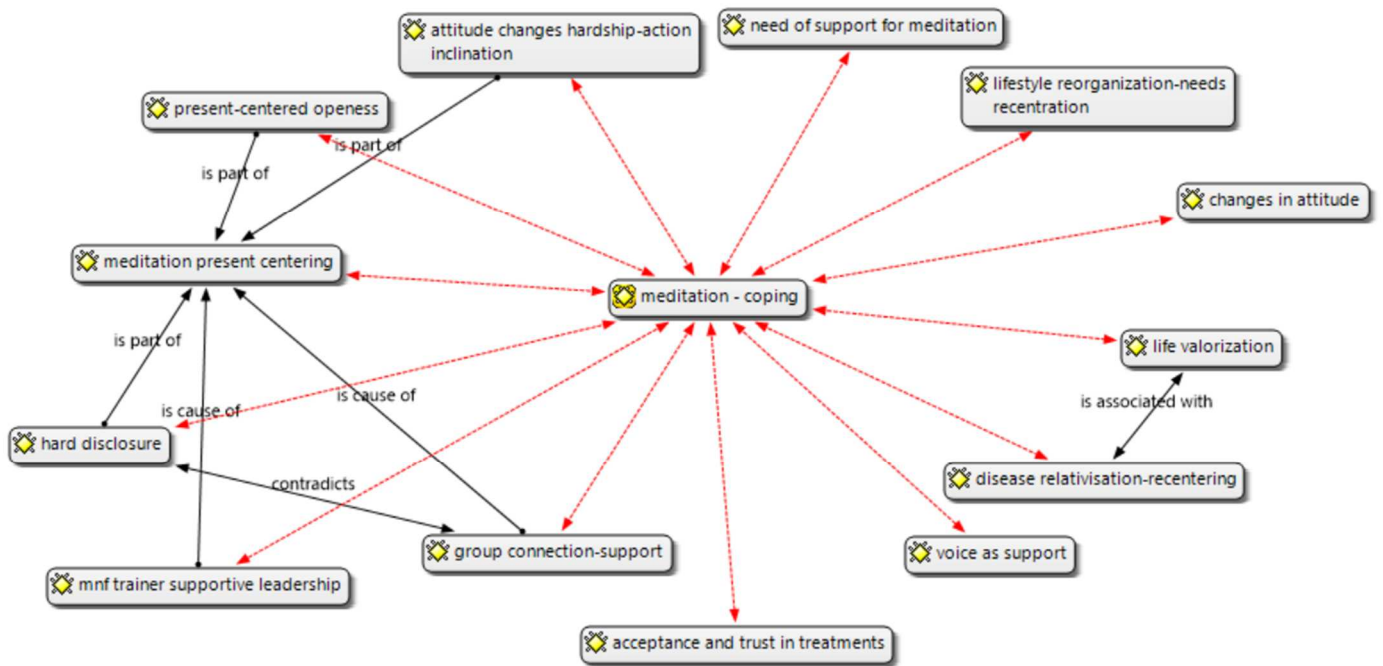 attitude changes hardship-action
inclination
need of support for meditation
lifestyle reorganization-needs
recentration
present-centered openess
is part of
is part of
changes in attitude
meditation present centering
meditation - coping
is part of
life valorization
is cause of
is cause of
is associated with
hard disclosure
contradicts
disease relativisation-recentering
group connection-support
voice as support
mnf trainer supportive leadership
acceptance and trust in treatments